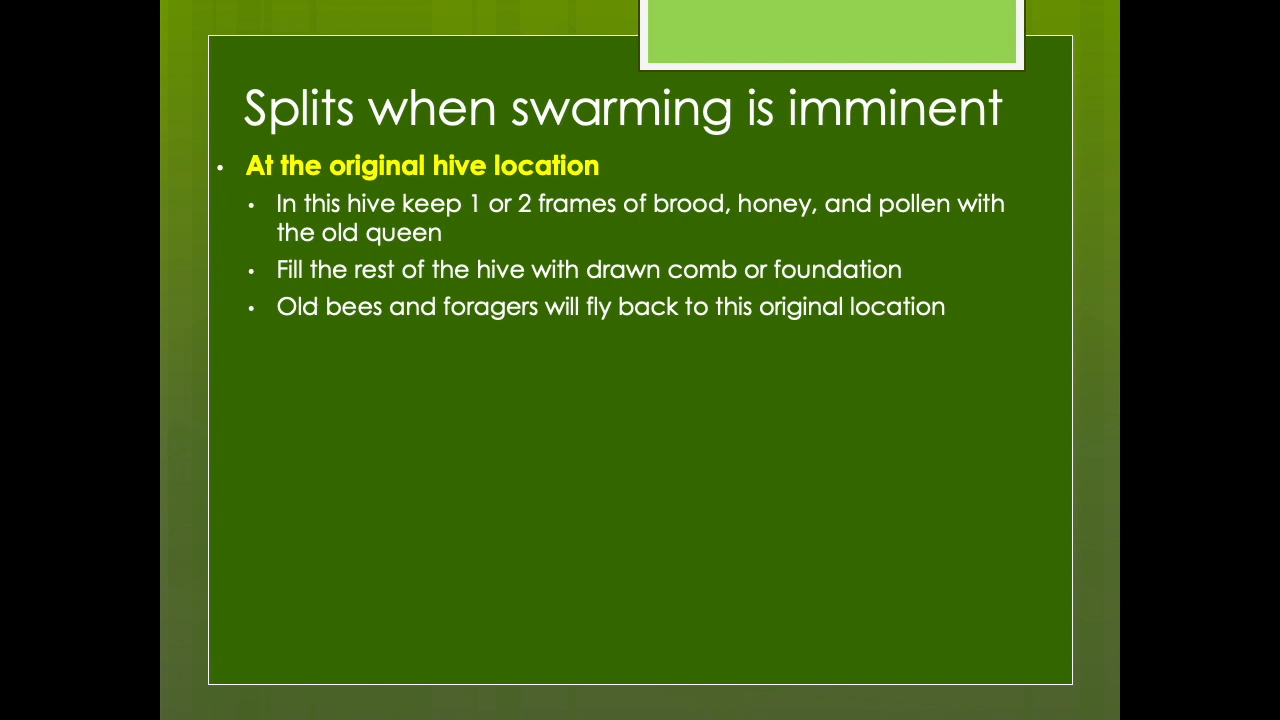 Splits when swarming is imminent
• At the original hive location
• In this hive keep 1 or 2 frames of brood, honey, and pollen with
the old queen
• Fill the rest of the hive with drawn comb or foundation
• Old bees and foragers will fly back to this original location